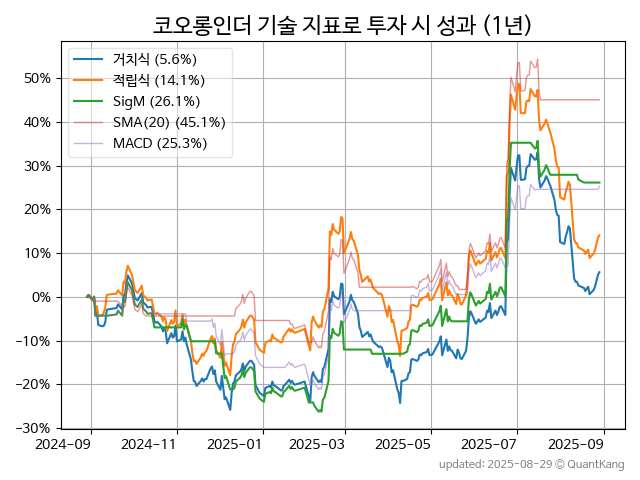 코오롱인더 기술 지표로 투자 시 성과 (1년)
거치식 (5.6%)
적립식 (14.1%)
SigM (26.1%)
SMA(20) (45.1%)
MACD (25.3%)
50%
40%
30%
20%
10%
0%
−10%
−20%
−30%
2024−09
2024−11
2025−01
2025−03
2025−05
2025−07
2025−09
updated: 2025-08-29 © QuantKang